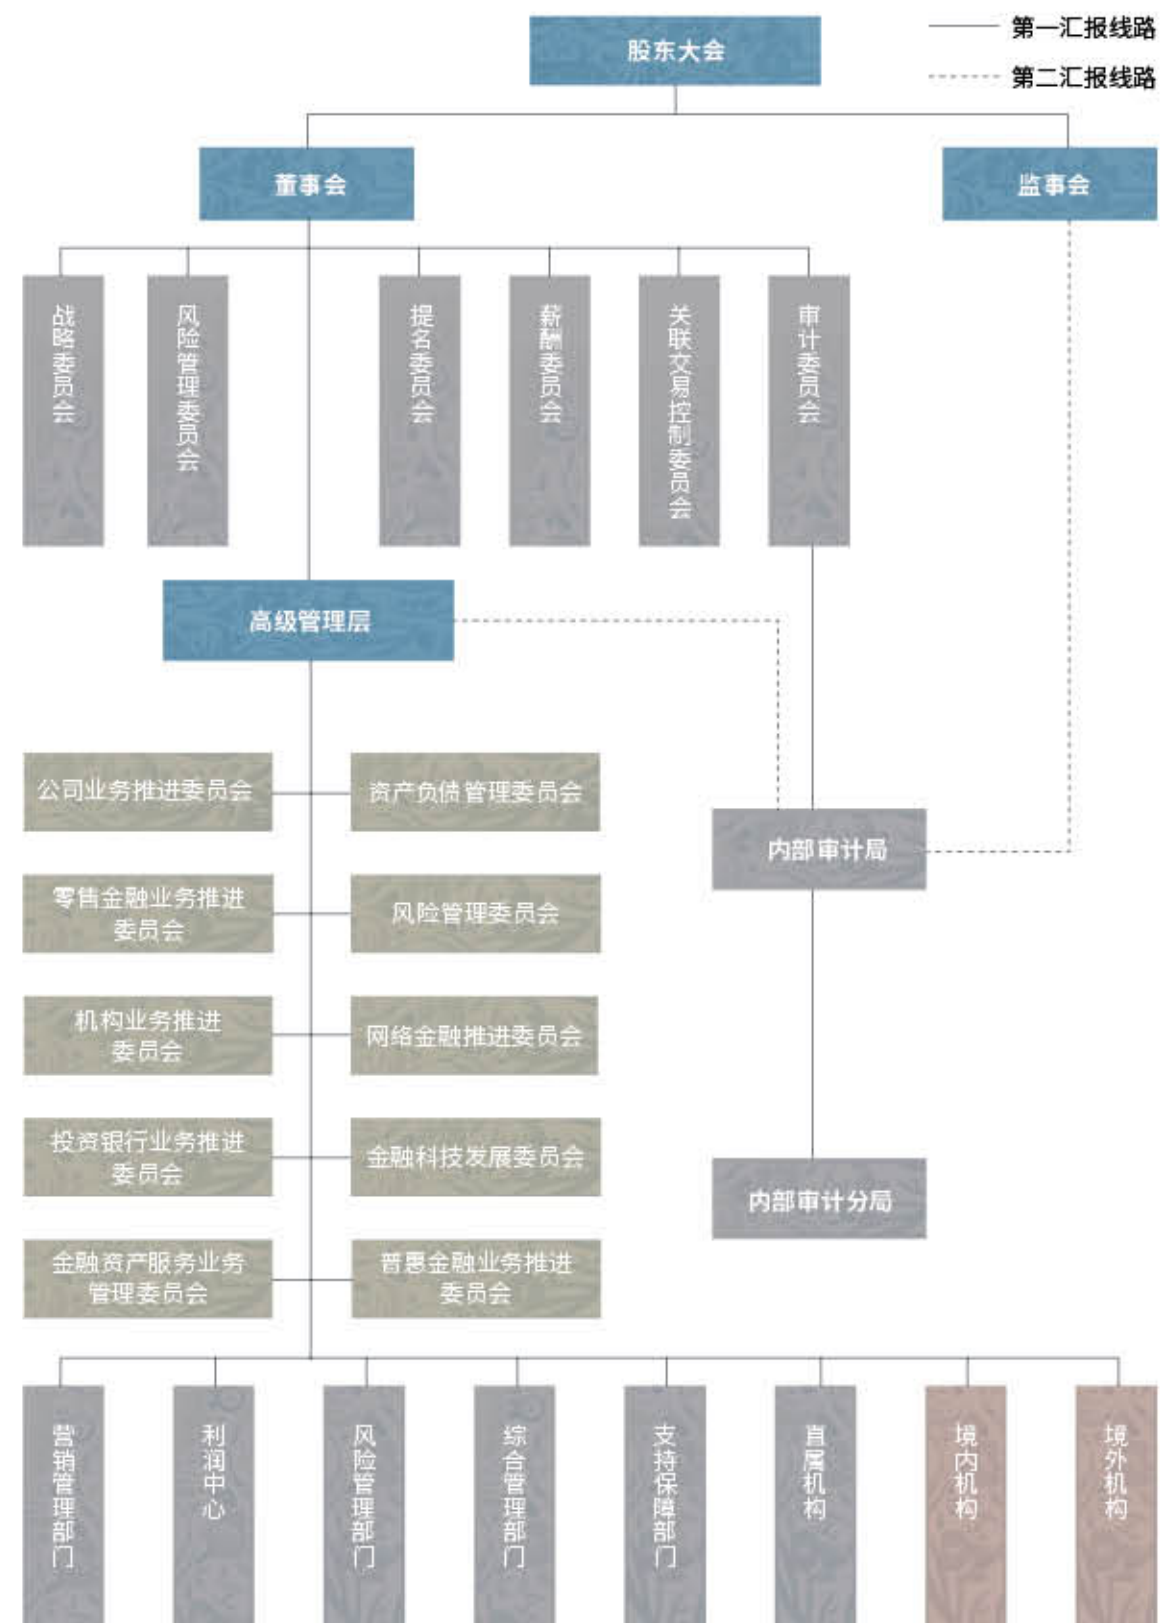 股东大会
第一汇报线路
第二汇报线路
董事会
监事会
战略委员会
风险管理委员会
提名委员会
薪酬委员会
关联交易控制委员会
审计委员会
高级管理层
公司业务推进委员会
资产负债管理委员会
内部审计局
零售金融业务推进
委员会
风险管理委员会
机构业务推进
委员会
网络金融推进委员会
投资银行业务推进
委员会
金融科技发展委员会
内部审计分局
金融资产服务业务
管理委员会
普惠金融业务推进
委员会
营销管理部门
利润中心
风险管理部门
综合管理部门
支持保障部门
直属机构
境内机构
境外机构